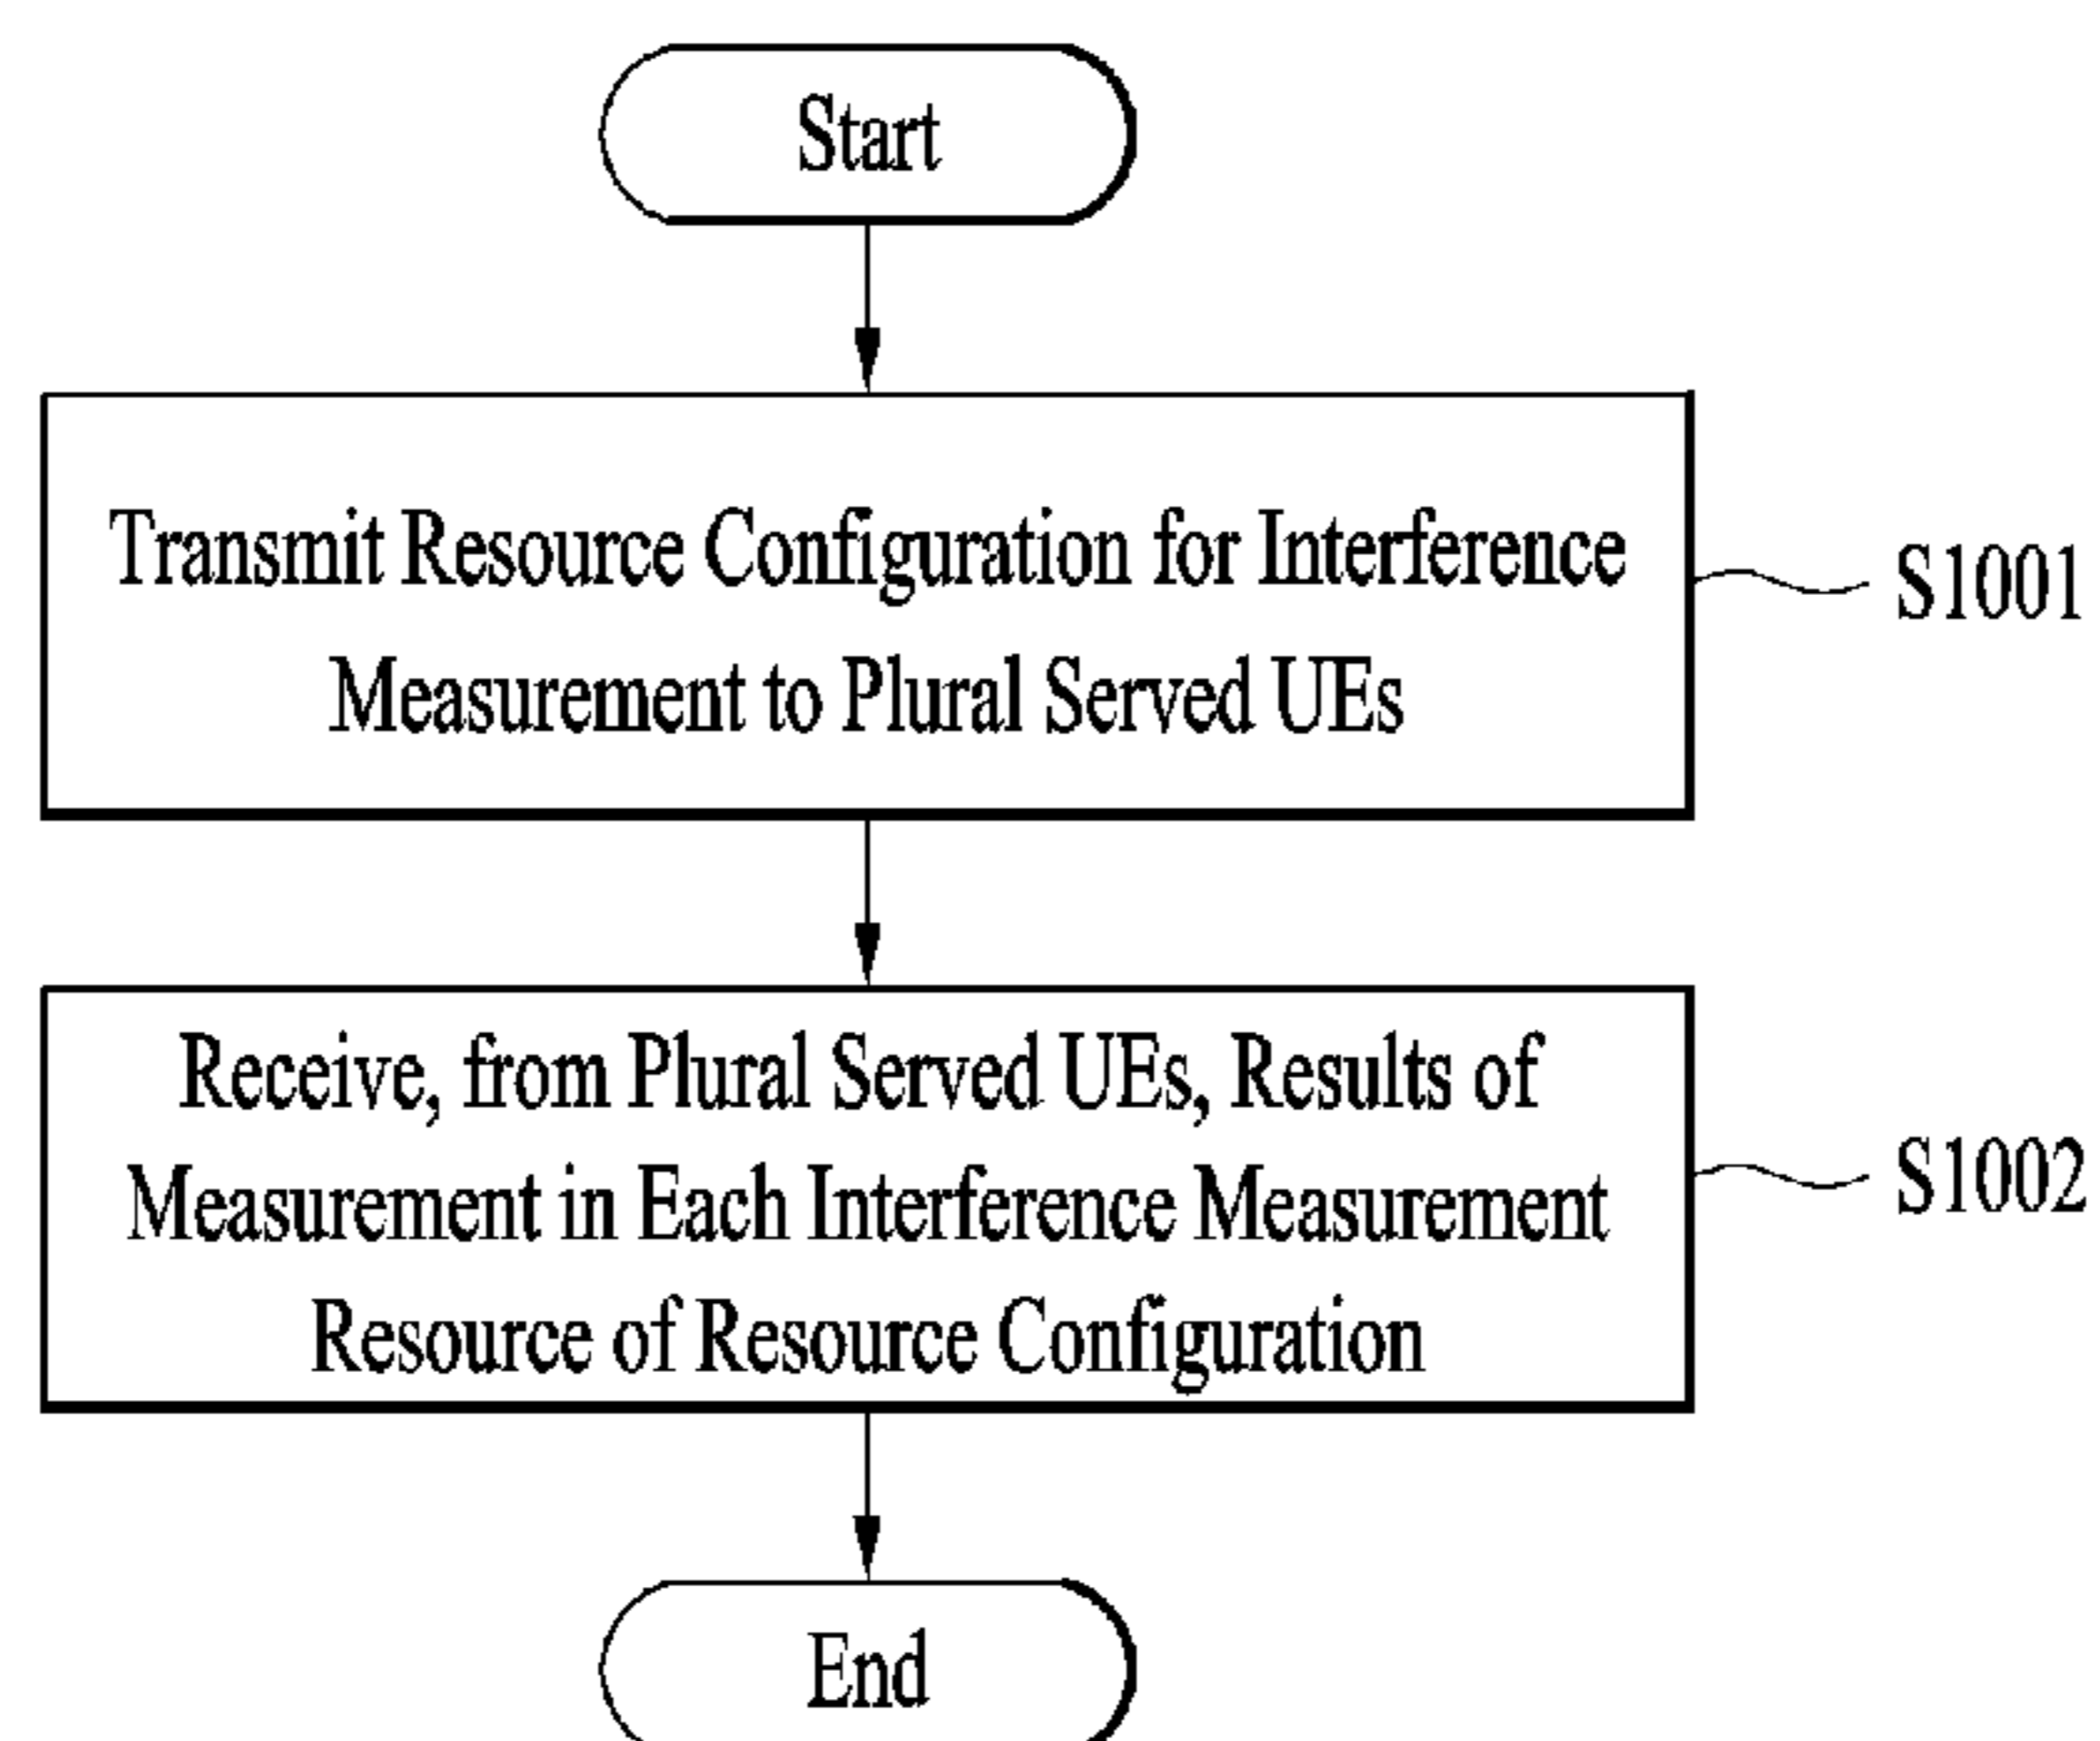 Start
Transmit Resource Configuration for Interference
Measurement to Plural Served UEs
S1001
Receive, from Plural Served UEs, Results of
Measurement in Each Interference Measurement
Resource of Resource Configuration
S1002
End